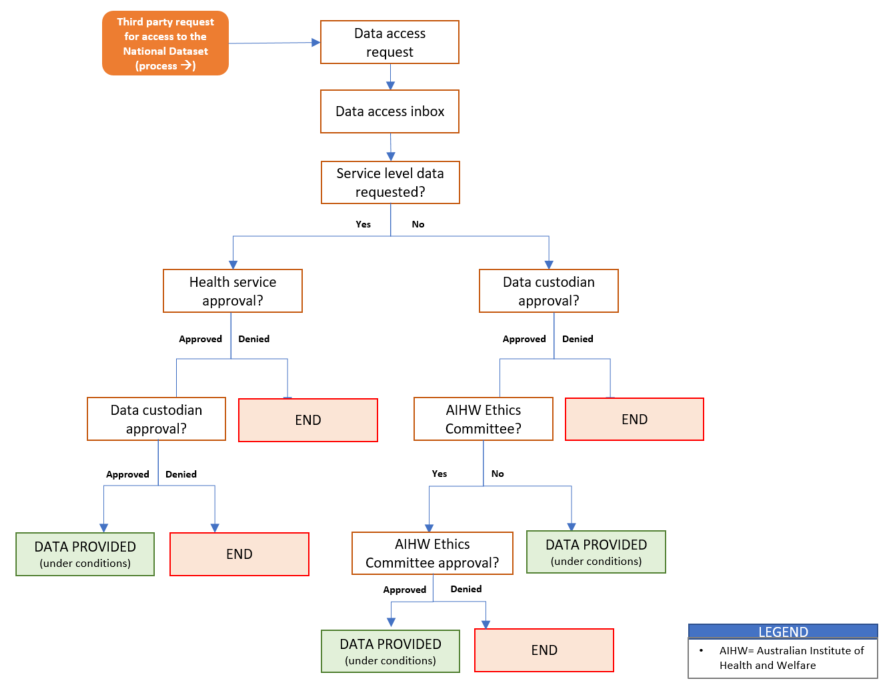 Third party request
for access to the
National Dataset
(process →)
Data access
request
Data access inbox
Service level data
requested?
Yes No
Health service
approval?
Data custodian
approval?
Approved Denied
Approved Denied
Data custodian
approval?
END
AIHW Ethics
Committee?
END
Approved Denied
Yes No
DATA PROVIDED
(under conditions)
END
AIHW Ethics
Committee approval?
DATA PROVIDED
(under conditions)
Approved Denied
DATA PROVIDED
(under conditions)
END
LEGEND
• AIHW= Australian Institute of
Health and Welfare